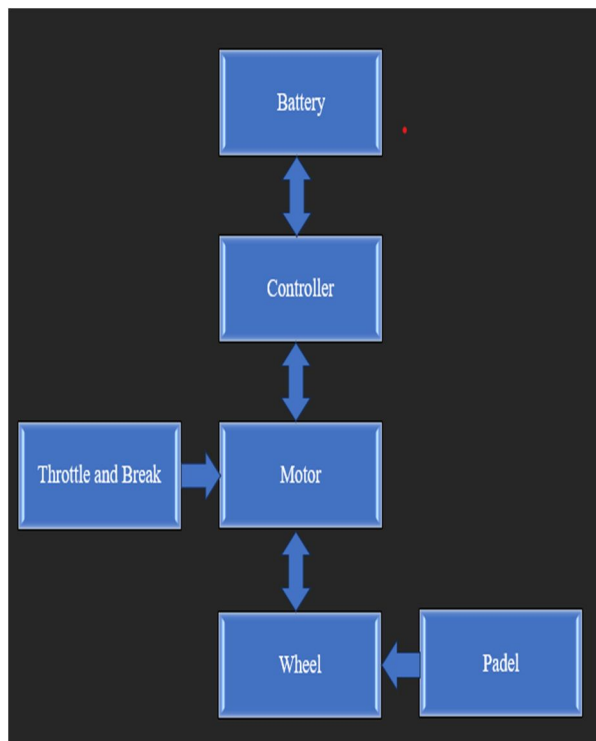 Battery
Controller
Throttle and Break
Motor
Wheel
Padel